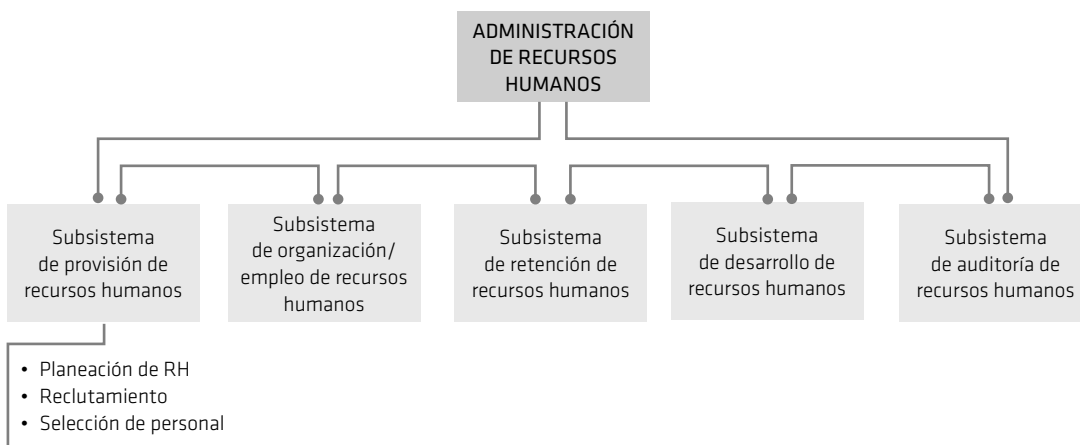 ADMINISTRACIÓN
DE RECURSOS
HUMANOS
Subsistema
de provisión de
recursos humanos
Subsistema
de organización/
empleo de recursos
humanos
Subsistema
de retención de
recursos humanos
Subsistema
de desarrollo de
recursos humanos
Subsistema
de auditoría de
recursos humanos
• Planeación de RH
• Reclutamiento
• Selección de personal